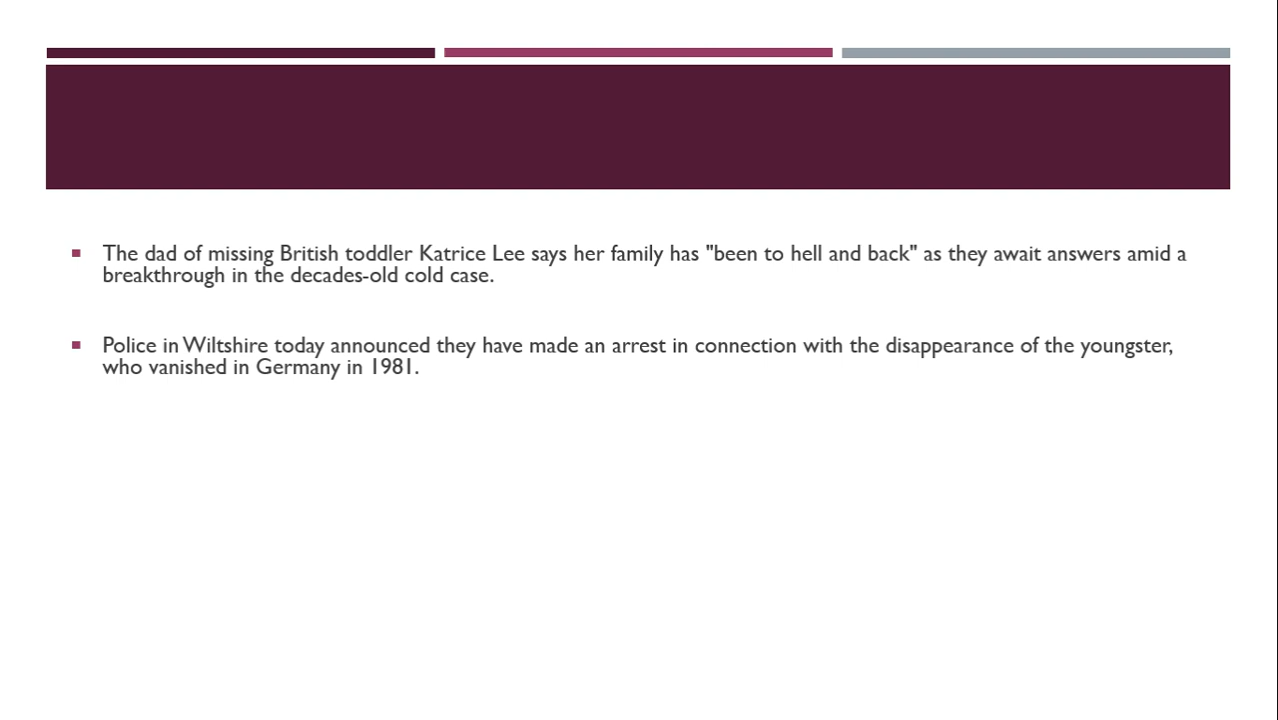 The dad of missing British toddler Katrice Lee says her family has "been to hell and back" as they await answers amid a
breakthrough in the decades-old cold case.
Police in Wiltshire today announced they have made an arrest in connection with the disappearance of the youngster,
who vanished in Germany in 1981.